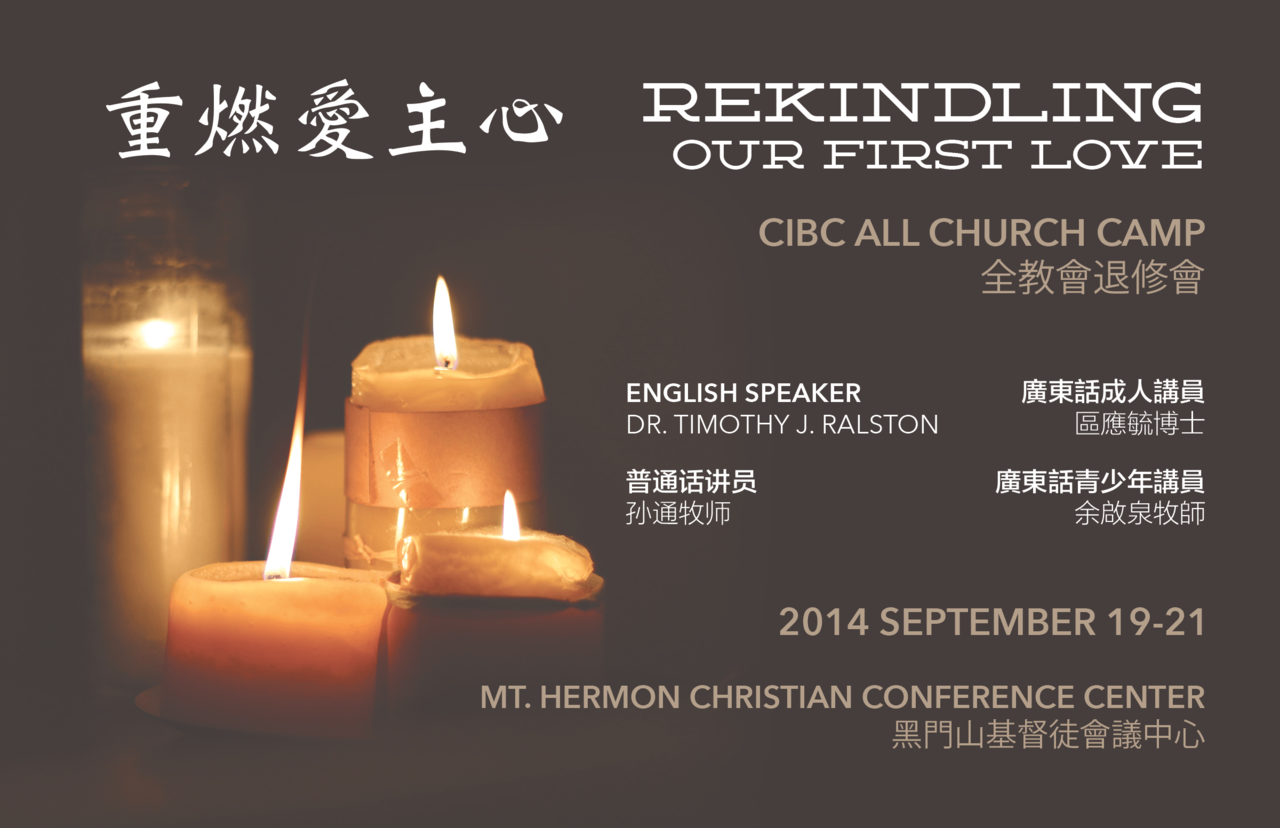 重燃愛主心
REKINDLING
OUR FIRST LOVE
CIBC ALL CHURCH CAMP
全教會退修會
ENGLISH SPEAKER
DR. TIMOTHY J. RALSTON
廣東話成人講員
區應毓博士
普通话讲员
孙通牧师
廣東話青少年講員
余啟泉牧師
2014 SEPTEMBER 19-21
MT. HERMON CHRISTIAN CONFERENCE CENTER
黑門山基督徒會議中心